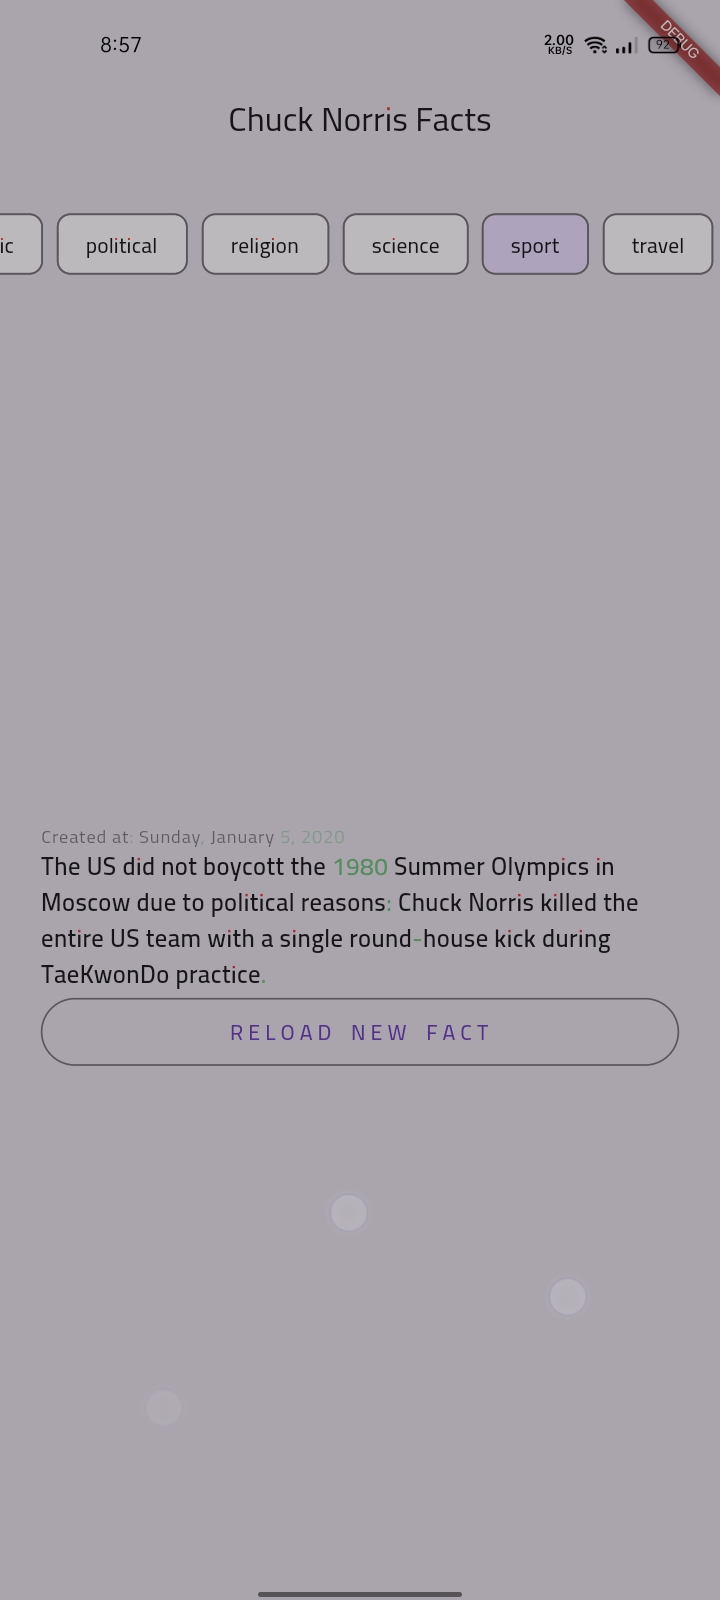 8:57
2.00
KB/S
92
DEBUG
Chuck Norris Facts
ic
political
religion
science
sport
travel
Created at: Sunday, January 5, 2020
The US did not boycott the 1980 Summer Olympics in
Moscow due to political reasons: Chuck Norris killed the
entire US team with a single round-house kick during
TaeKwonDo practice.
RELOAD NEW FACT